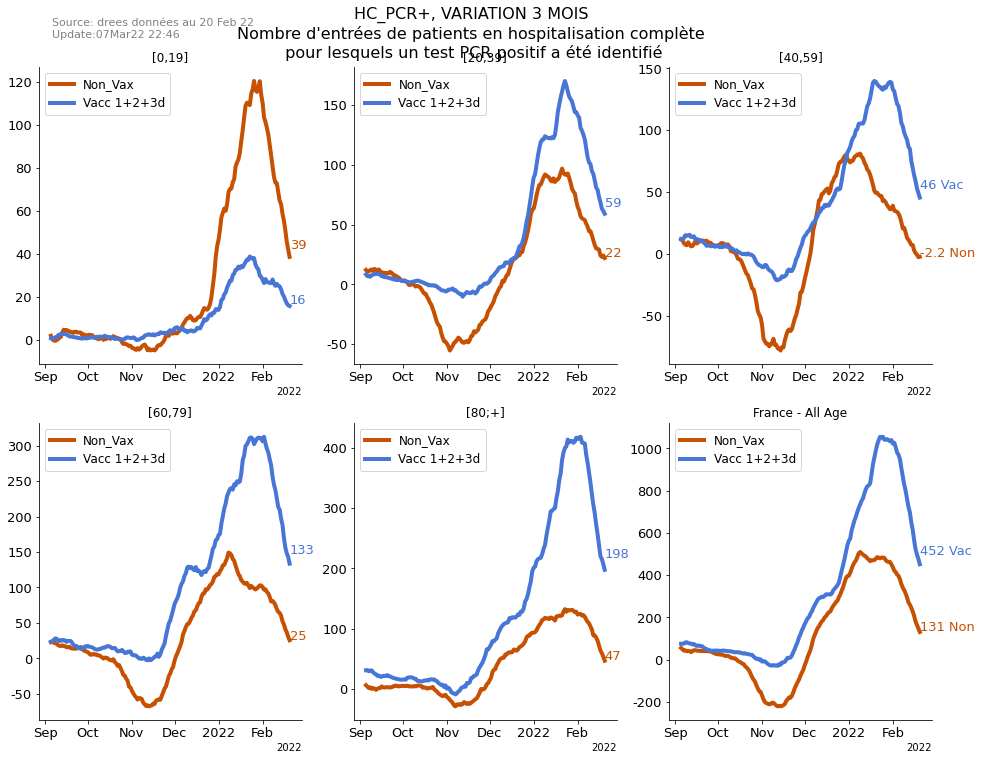 HC_PCR+, VARIATION 3 MOIS
Source: drees données au 20 Feb 22
Update:07Mar22 22:46
Nombre d'entrées de patients en hospitalisation complète
pour lesquels un test PCR positif a été identifié
[0,19]
[20,39]
[40,59]
Non_Vax
Vacc 1+2+3d
120
100
80
60
40
20
0
39
16
Sep Oct Nov Dec 2022 Feb
2022
Non_Vax
Vacc 1+2+3d
150
100
50
0
-50
59
22
Sep Oct Nov Dec 2022 Feb
2022
Non_Vax
Vacc 1+2+3d
150
100
50
0
-50
46 Vac
-2.2 Non
Sep Oct Nov Dec 2022 Feb
2022
[60,79]
[80;+]
France - All Age
Non_Vax
Vacc 1+2+3d
300
250
200
150
100
50
0
-50
133
25
Sep Oct Nov Dec 2022 Feb
2022
Non_Vax
Vacc 1+2+3d
400
300
200
100
0
198
47
Sep Oct Nov Dec 2022 Feb
2022
Non_Vax
Vacc 1+2+3d
1000
800
600
400
200
0
-200
452 Vac
131 Non
Sep Oct Nov Dec 2022 Feb
2022